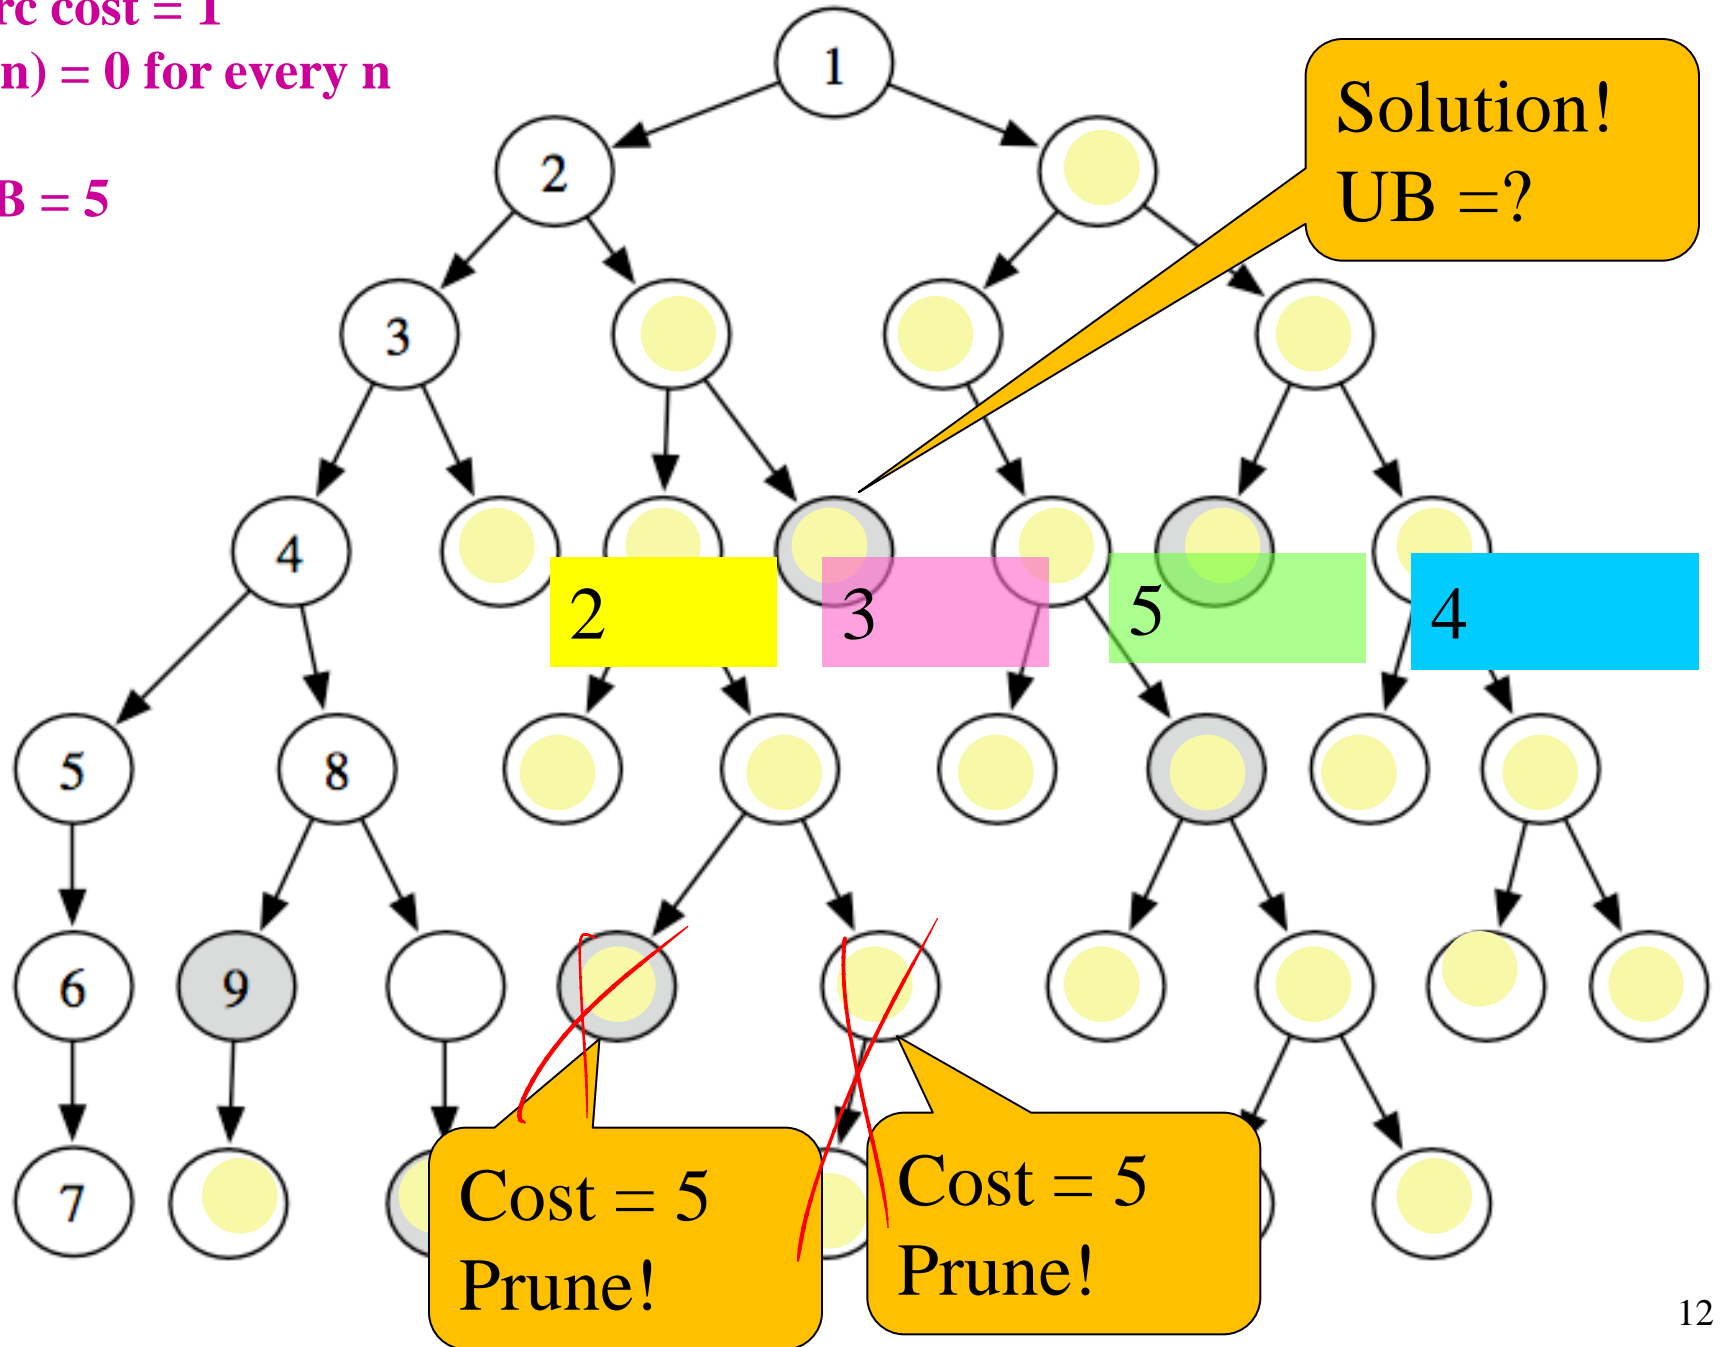 rc cost = 1
n) = 0 for every n
B = 5
1
Solution!
UB =?
2
3
4
2
3
5
4
5
8
6
9
7
Cost = 5
Prune!
Cost = 5
Prune!
12